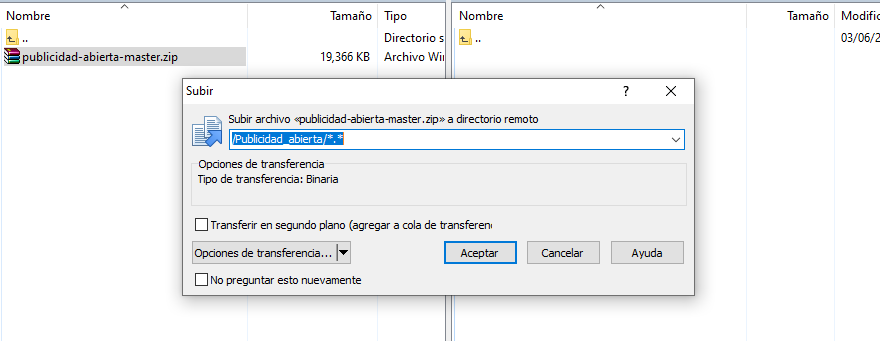 Nombre Tamaño Tipo Nombre Tamaño Modific
.. Directorio s .. 03/06/2
publicidad-abierta-master.zip 19,366 KB Archivo Win
Subir ?
Subir archivo «publicidad-abierta-master.zip» a directorio remoto
/Publicidad_abierta/*.*
Opciones de transferencia
Tipo de transferencia: Binaria
Transferir en segundo plano (agregar a cola de transferenc
Opciones de transferencia... Aceptar Cancelar Ayuda
No preguntar esto nuevamente